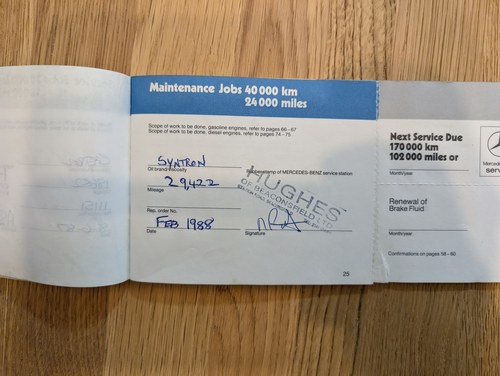 Maintenance Jobs 40 000 km
24 000 miles
Scope of work to be done, gasoline engines, refer to pages 66 – 67
Scope of work to be done, diesel engines, refer to pages 74 – 75
SYNTRON
Oil brand/viscosity
of MERCEDES-BENZ service station
29,422
Mileage
HUGHES
OF BEACONSFIELD LTD
Rep. order No.
FEB 1988
Date
Signature
25
Next Service Due
170 000 km
102 000 miles or
Month/year
Renewal of
Brake Fluid
Month/year
Confirmations on pages 58 – 60